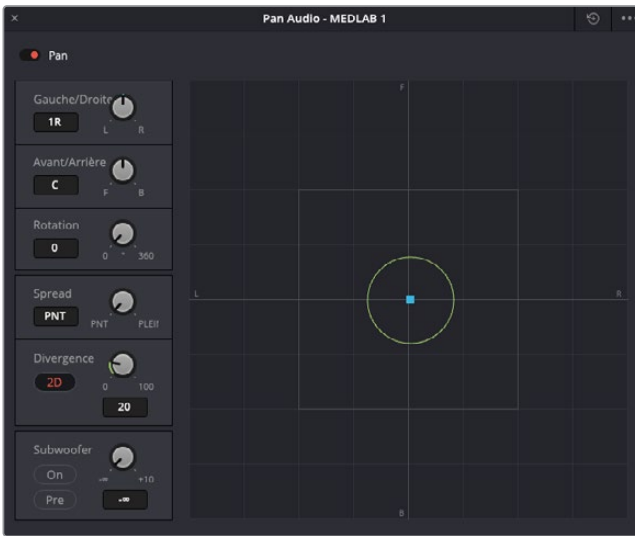 Pan Audio - MEDLAB 1
Pan
Gauche/Droite
1R
L R
Avant/Arrière
C
F B
Rotation
0
0 ° 360
Spread
PNT
PNT PLEIN
Divergence
2D
0 100
20
Subwoofer
On
-∞ +10
Pre
-∞
F
L R
B